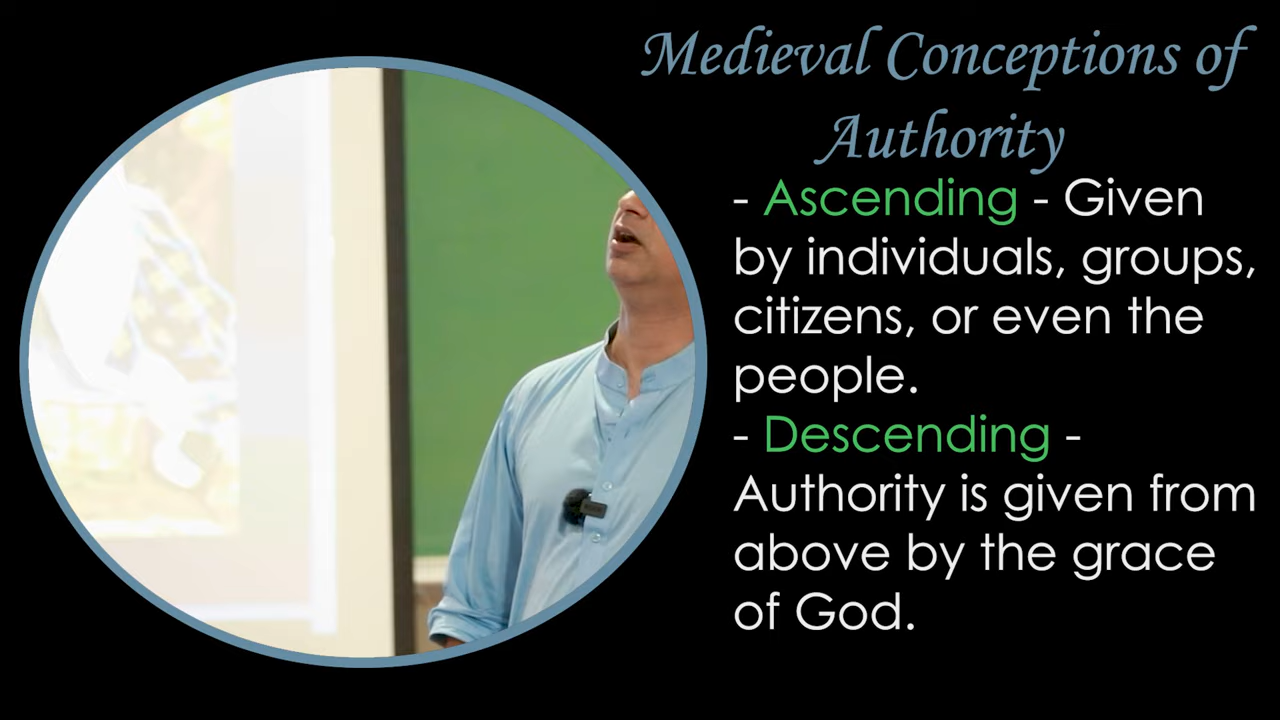 Medieval Conceptions of
Authority
- Ascending - Given
by individuals, groups,
citizens, or even the
people.
- Descending -
Authority is given from
above by the grace
of God.